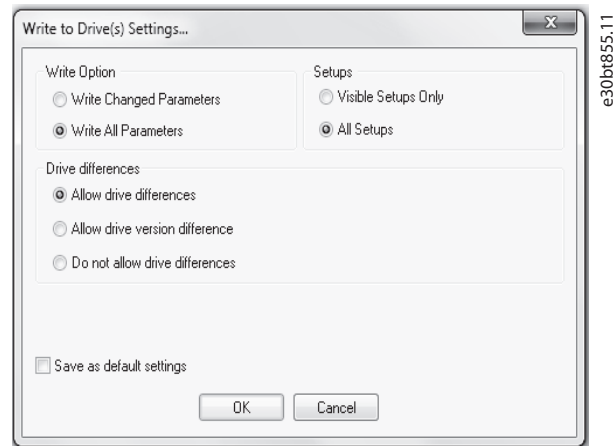 Write to Drive(s) Settings...
X
Write Option
Write Changed Parameters
Write All Parameters
Setups
Visible Setups Only
All Setups
Drive differences
Allow drive differences
Allow drive version difference
Do not allow drive differences
Save as default settings
OK
Cancel
e30bt855.11